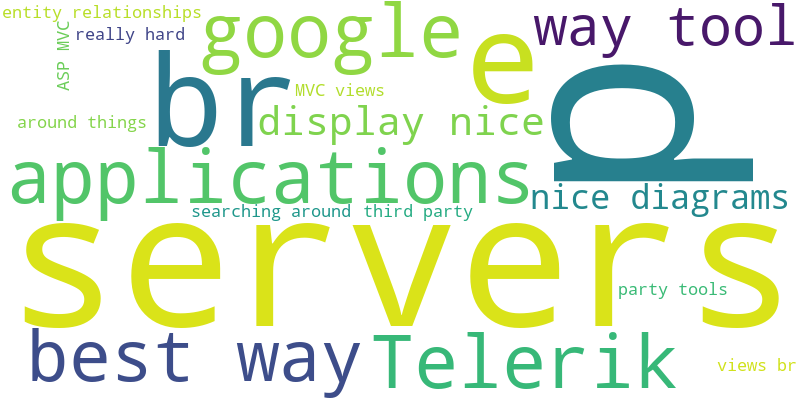 entity relationships
google
e
way tool
ASP MVC
really hard
br
MVC views
p
around things
display nice
applications
nice diagrams
searching around third party
servers
party tools
best way
Telerik
views br